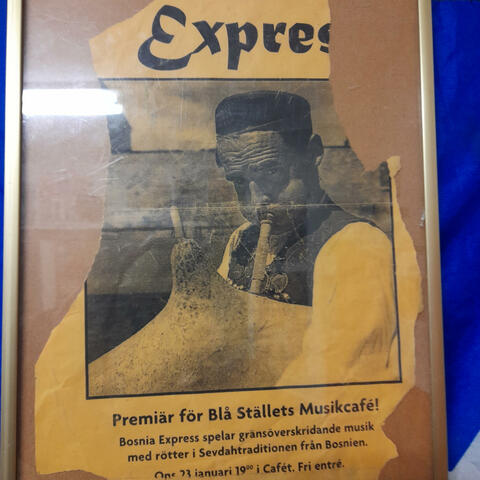 Expres
Premiär för Blå Ställets Musikcafé!
Bosnia Express spelar gränsöverskridande musik
med rötter i Sevdahtraditionen från Bosnien.
Ons 23 januari 19⁰⁰ i Cafét. Fri entré.